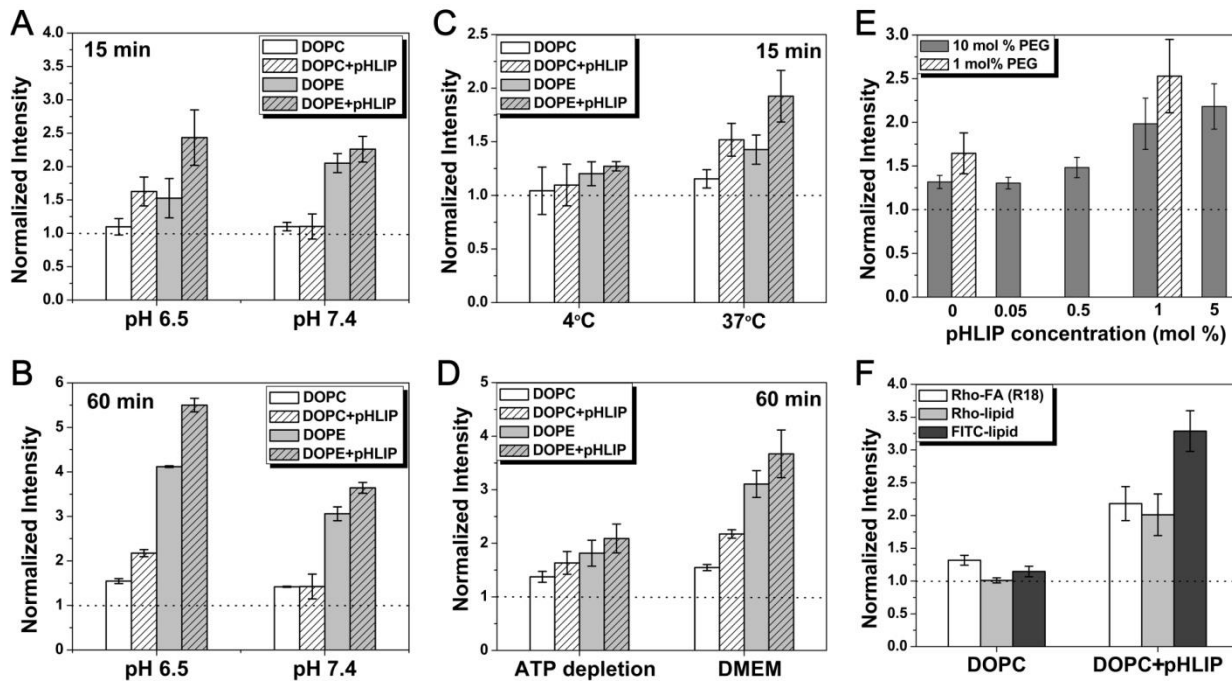 A
15 min
DOPC
DOPC+pHLIP
DOPE
DOPE+pHLIP
Normalized Intensity
4.0
3.5
3.0
2.5
2.0
1.5
1.0
0.5
0.0
pH 6.5 pH 7.4
B
60 min
DOPC
DOPC+pHLIP
DOPE
DOPE+pHLIP
Normalized Intensity
6
5
4
3
2
1
0
pH 6.5 pH 7.4
C
15 min
DOPC
DOPC+pHLIP
DOPE
DOPE+pHLIP
Normalized Intensity
2.5
2.0
1.5
1.0
0.5
0.0
4°C 37°C
D
60 min
DOPC
DOPC+pHLIP
DOPE
DOPE+pHLIP
Normalized Intensity
5
4
3
2
1
0
ATP depletion DMEM
E
10 mol % PEG
1 mol% PEG
Normalized Intensity
3.0
2.5
2.0
1.5
1.0
0.5
0.0
0 0.05 0.5 1 5
pHLIP concentration (mol %)
F
Rho-FA (R18)
Rho-lipid
FITC-lipid
Normalized Intensity
4.0
3.5
3.0
2.5
2.0
1.5
1.0
0.5
0.0
DOPC DOPC+pHLIP